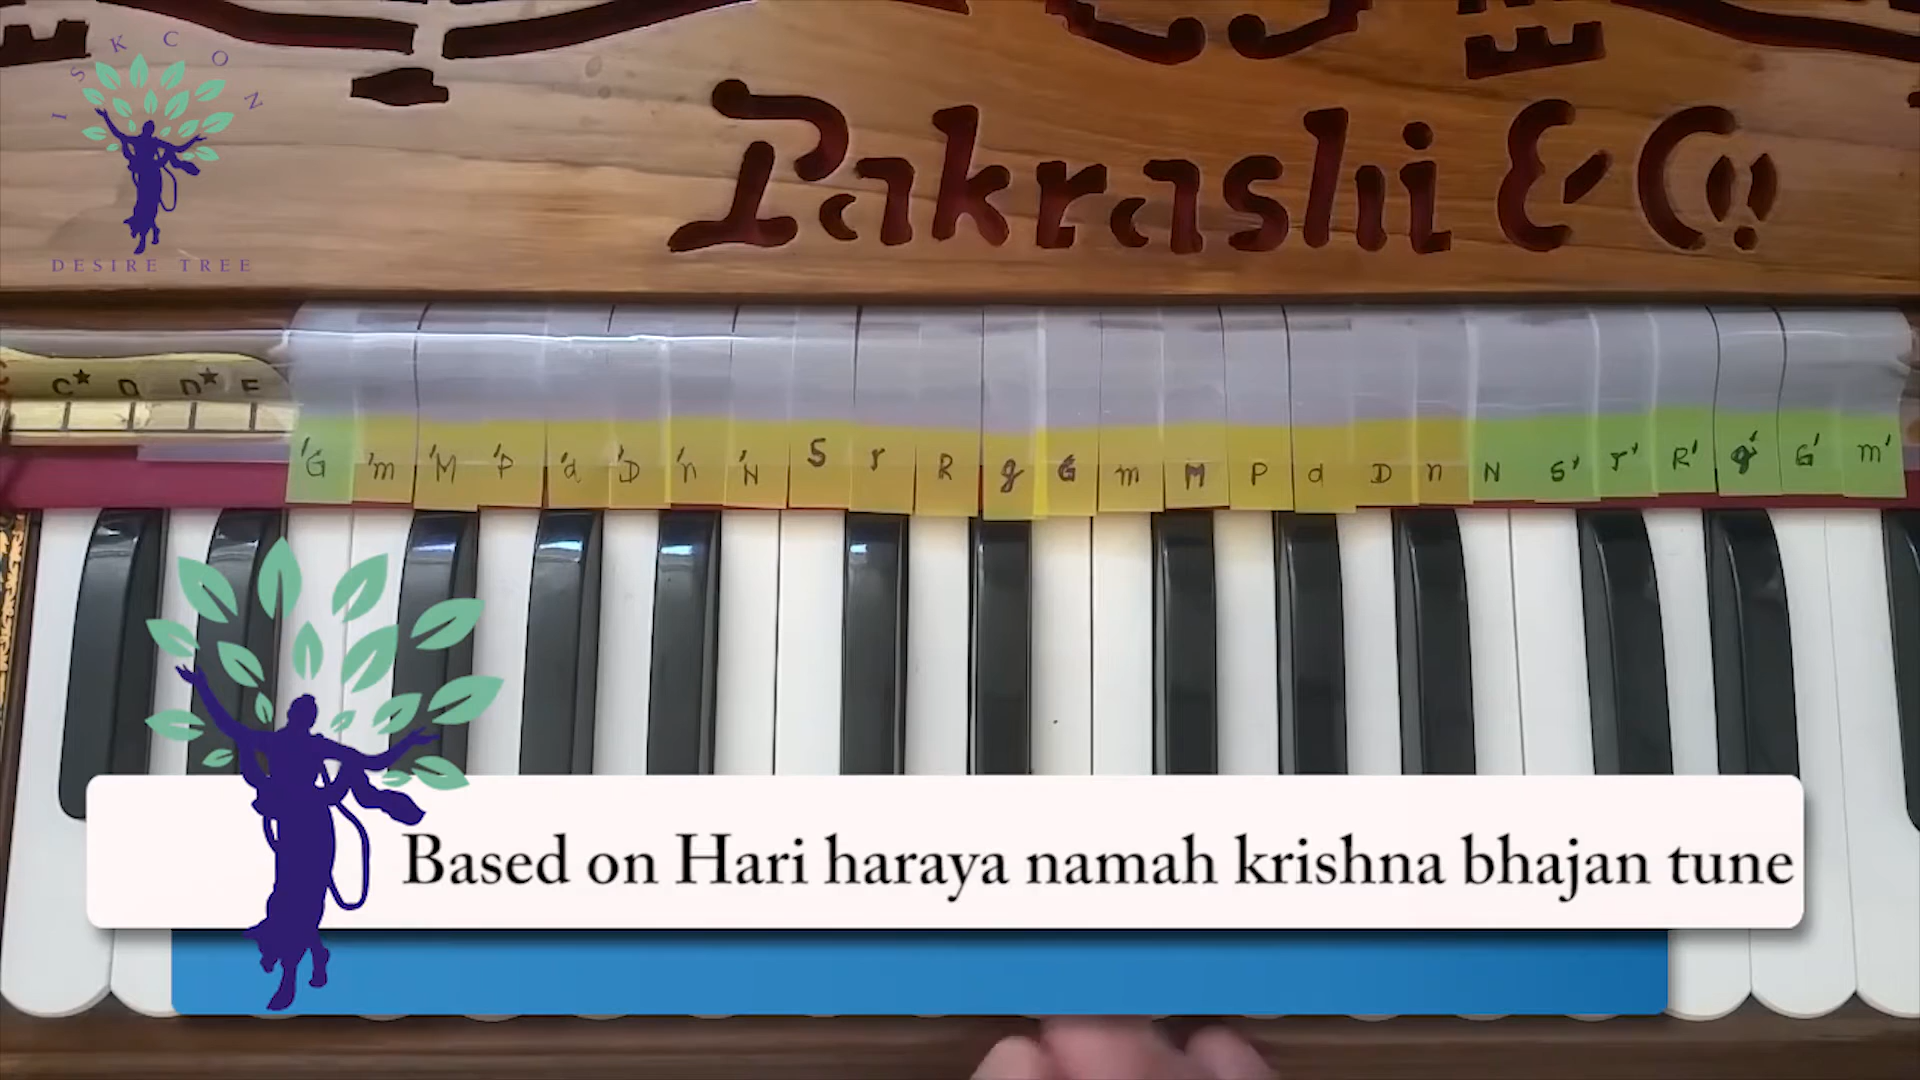 ISKCON
DESIRE TREE
Pakrashi & Co
C★ D D★ E
'G 'm 'M 'P 'd 'D 'n 'N S r R g G m M P d D n N S' r' R' g' G' m'
Based on Hari haraya namah krishna bhajan tune